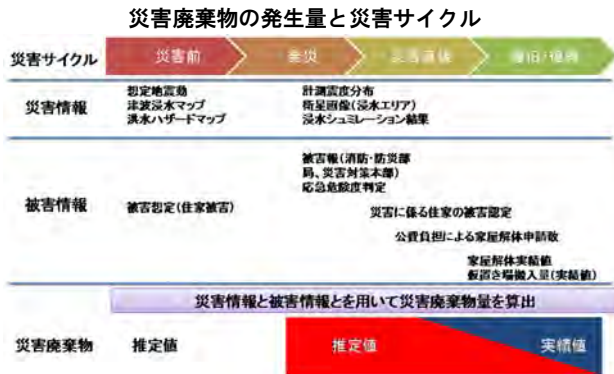 災害廃棄物の発生量と災害サイクル
災害サイクル
災害前
発災
災害直後
復旧・復興
災害情報
想定地震動
津波浸水マップ
洪水ハザードマップ
計測震度分布
衛星画像(浸水エリア)
浸水シュミレーション結果
被害情報
被害想定(住家被害)
被害報(消防・防災部
局、災害対策本部)
応急危険度判定
災害に係る住家の被害認定
公費負担による家屋解体申請数
家屋解体実績値
仮置き場搬入量(実績値)
災害情報と被害情報とを用いて災害廃棄物量を算出
災害廃棄物
推定値
推定値
実績値